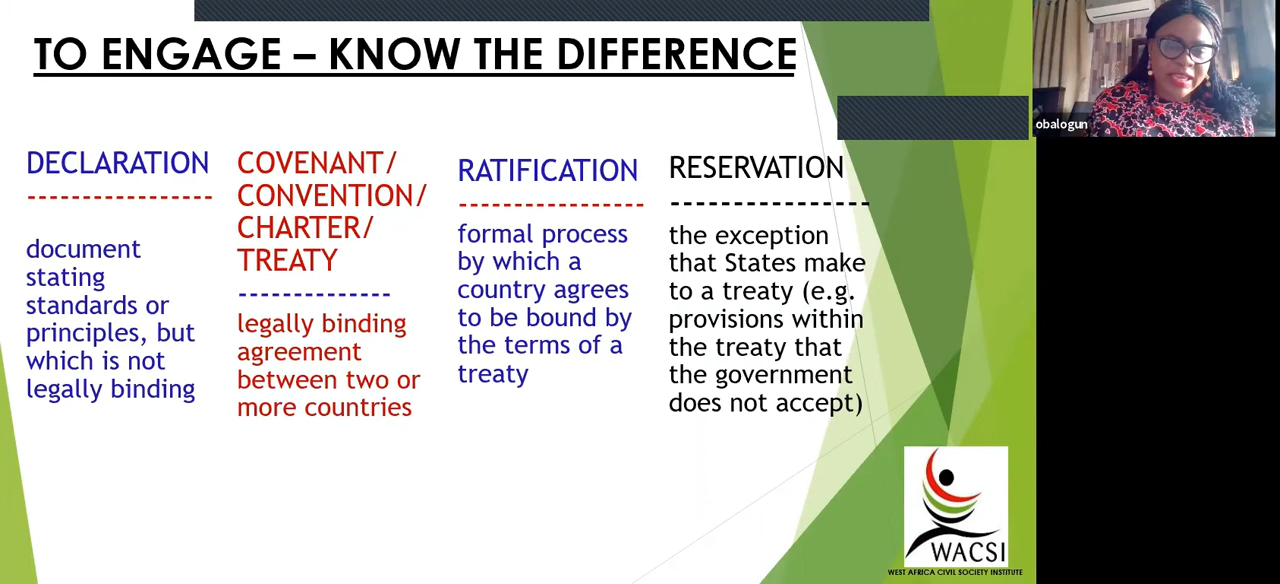 TO ENGAGE – KNOW THE DIFFERENCE
obalogun
DECLARATION
-----------------
document
stating
standards or
principles, but
which is not
legally binding
COVENANT/
CONVENTION/
CHARTER/
TREATY
--------------
legally binding
agreement
between two or
more countries
RATIFICATION
-----------------
formal process
by which a
country agrees
to be bound by
the terms of a
treaty
RESERVATION
------------------
the exception
that States make
to a treaty (e.g.
provisions within
the treaty that
the government
does not accept)
WACSI
WEST AFRICA CIVIL SOCIETY INSTITUTE